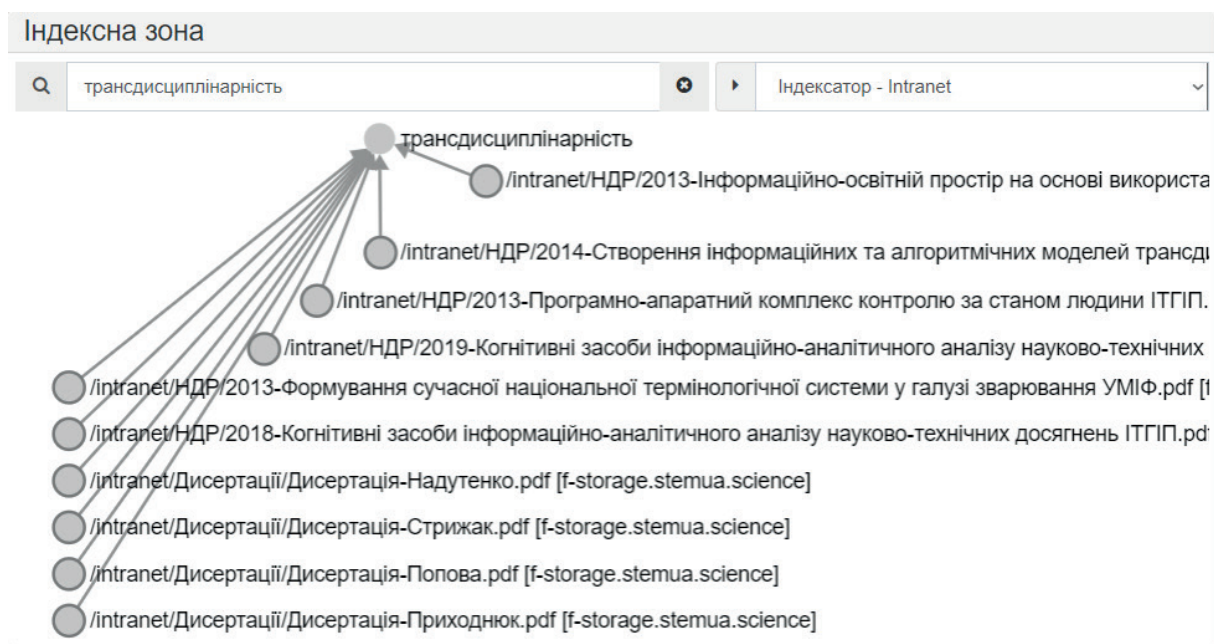 Індексна зона
трансдисциплінарність
Індексатор - Intranet
трансдисциплінарність
/intranet/НДР/2013-Інформаційно-освітній простір на основі використа
/intranet/НДР/2014-Створення інформаційних та алгоритмічних моделей трансди
/intranet/НДР/2013-Програмно-апаратний комплекс контролю за станом людини ІТГІП.
/intranet/НДР/2019-Когнітивні засоби інформаційно-аналітичного аналізу науково-технічних
/intranet/НДР/2013-Формування сучасної національної термінологічної системи у галузі зварювання УМІФ.pdf [f
/intranet/НДР/2018-Когнітивні засоби інформаційно-аналітичного аналізу науково-технічних досягнень ІТГІП.pdf
/intranet/Дисертації/Дисертація-Надутенко.pdf [f-storage.stemua.science]
/intranet/Дисертації/Дисертація-Стрижак.pdf [f-storage.stemua.science]
/intranet/Дисертації/Дисертація-Попова.pdf [f-storage.stemua.science]
/intranet/Дисертації/Дисертація-Приходнюк.pdf [f-storage.stemua.science]